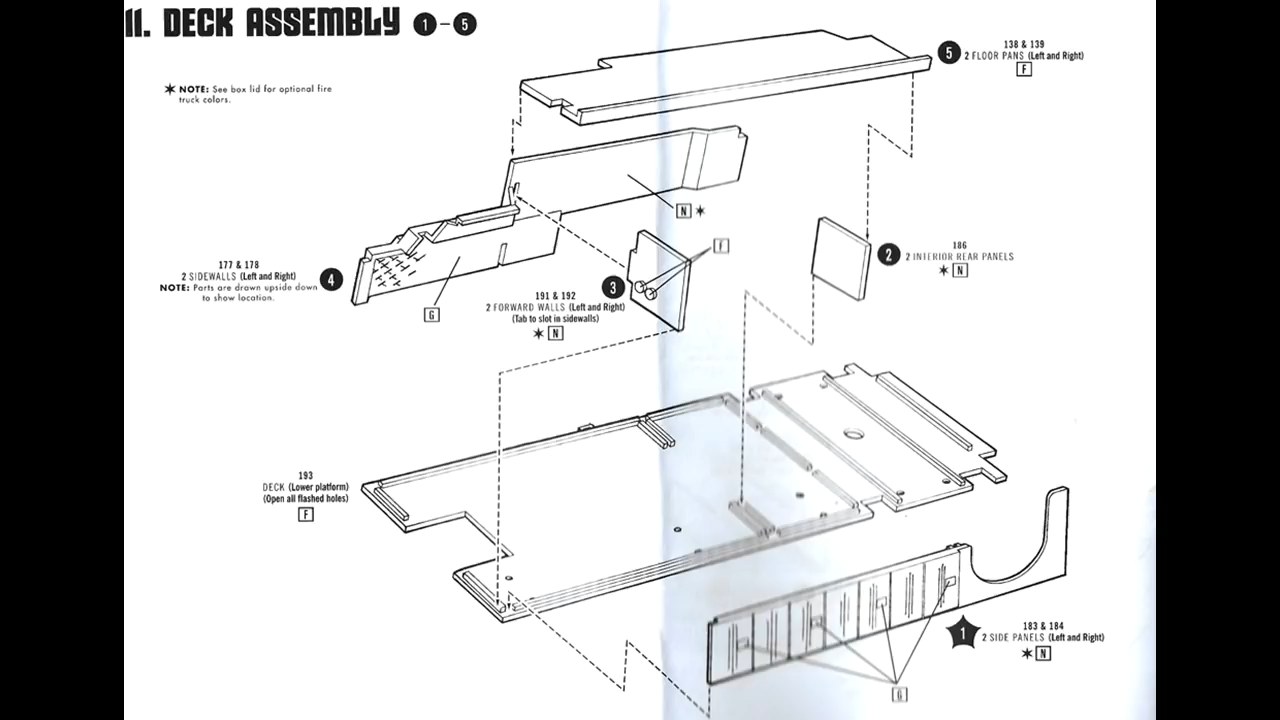 11. DECK ASSEMBLY 1–5
✶ NOTE: See box lid for optional fire
truck colors.
5
138 & 139
2 FLOOR PANS (Left and Right)
F
N ✶
F
177 & 178
2 SIDEWALLS (Left and Right)
NOTE: Parts are drawn upside down
to show location.
4
G
3
191 & 192
2 FORWARD WALLS (Left and Right)
(Tab to slot in sidewalls)
✶ N
2
186
2 INTERIOR REAR PANELS
✶ N
193
DECK (Lower platform)
(Open all flashed holes)
F
1
183 & 184
2 SIDE PANELS (Left and Right)
✶ N
G